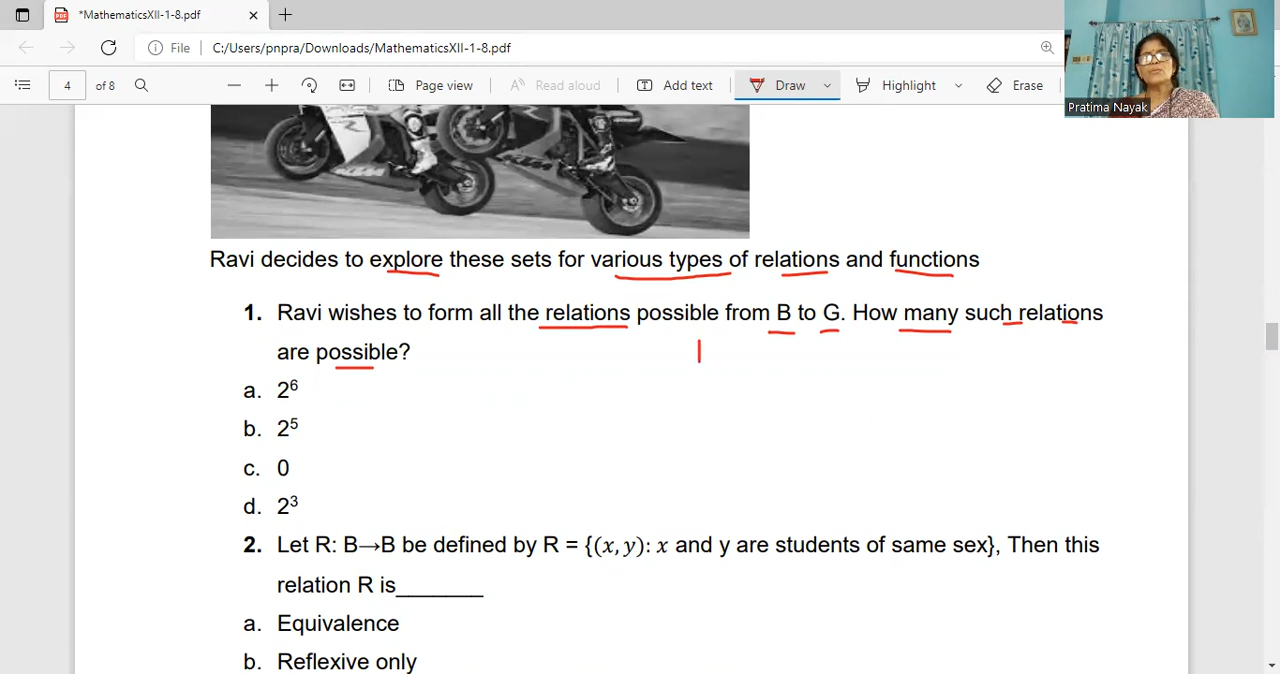 *MathematicsXII-1-8.pdf
File C:/Users/pnpra/Downloads/MathematicsXII-1-8.pdf
4 of 8 Page view Read aloud Add text Draw Highlight Erase
Pratima Nayak
KTM
Ravi decides to explore these sets for various types of relations and functions
1. Ravi wishes to form all the relations possible from B to G. How many such relations
are possible?
a. 2⁶
b. 2⁵
c. 0
d. 2³
2. Let R: B→B be defined by R = {(x, y): x and y are students of same sex}, Then this
relation R is_______
a. Equivalence
b. Reflexive only